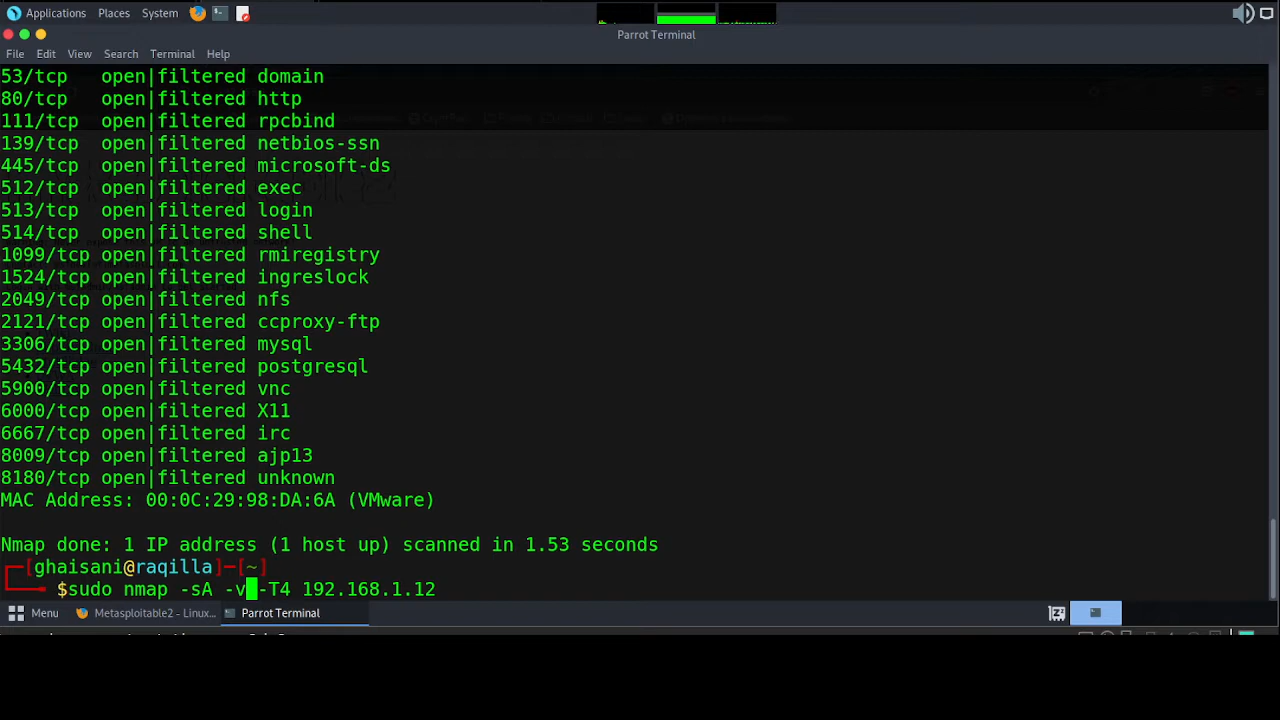 Applications Places System
Parrot Terminal
File Edit View Search Terminal Help
53/tcp open|filtered domain
80/tcp open|filtered http
111/tcp open|filtered rpcbind
139/tcp open|filtered netbios-ssn
445/tcp open|filtered microsoft-ds
512/tcp open|filtered exec
513/tcp open|filtered login
514/tcp open|filtered shell
1099/tcp open|filtered rmiregistry
1524/tcp open|filtered ingreslock
2049/tcp open|filtered nfs
2121/tcp open|filtered ccproxy-ftp
3306/tcp open|filtered mysql
5432/tcp open|filtered postgresql
5900/tcp open|filtered vnc
6000/tcp open|filtered X11
6667/tcp open|filtered irc
8009/tcp open|filtered ajp13
8180/tcp open|filtered unknown
MAC Address: 00:0C:29:98:DA:6A (VMware)
Nmap done: 1 IP address (1 host up) scanned in 1.53 seconds
[ghaisani@raqilla]-[~]
$sudo nmap -sA -v -T4 192.168.1.12
Menu Metasploitable2 - Linux... Parrot Terminal